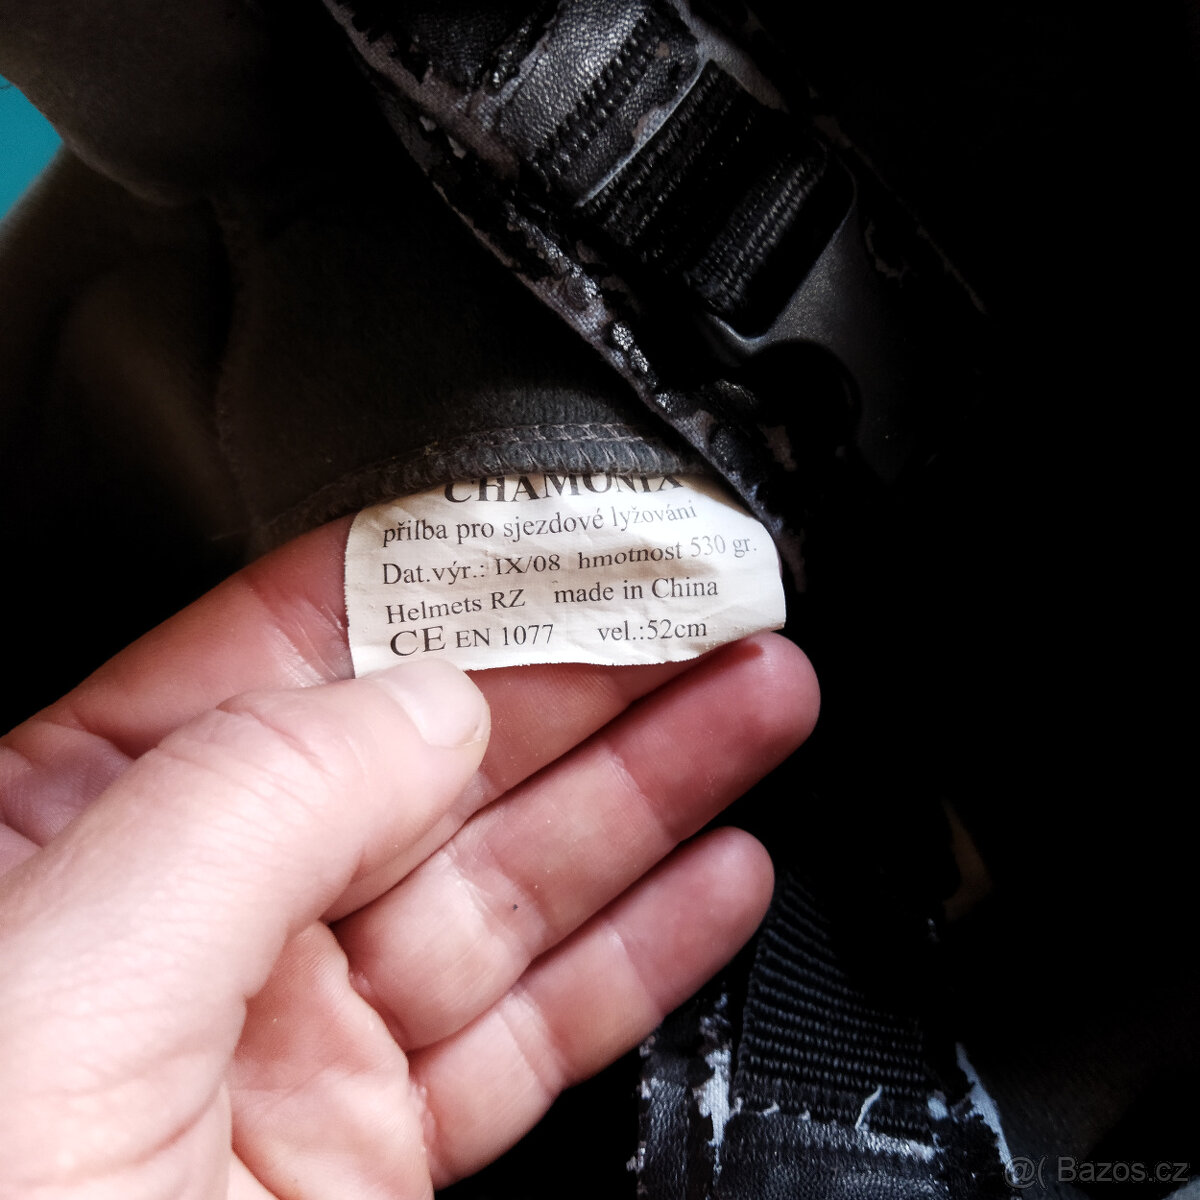 CHAMONIX
přilba pro sjezdové lyžování
Dat.výr.: IX/08 hmotnost 530 gr.
Helmets RZ made in China
CE EN 1077 vel.:52cm
@( Bazos.cz